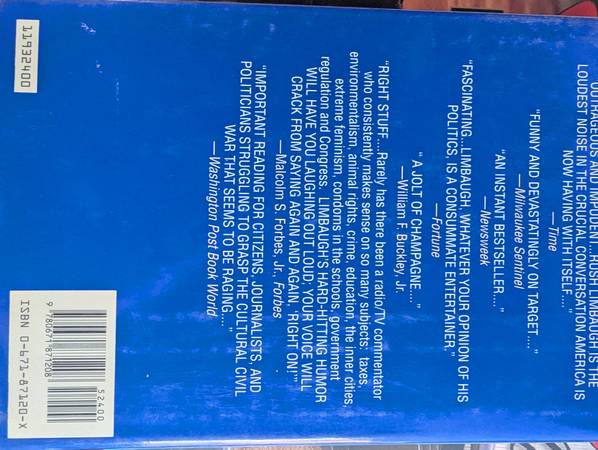 OUTRAGEOUS AND IMPUDENT...RUSH LIMBAUGH IS THE
LOUDEST NOISE IN THE CRUCIAL CONVERSATION AMERICA IS
NOW HAVING WITH ITSELF...."
—Time
"FUNNY AND DEVASTATINGLY ON TARGET...."
—Milwaukee Sentinel
"AN INSTANT BESTSELLER...."
—Newsweek
"FASCINATING...LIMBAUGH, WHATEVER YOUR OPINION OF HIS
POLITICS, IS A CONSUMMATE ENTERTAINER."
—Fortune
"A JOLT OF CHAMPAGNE...."
—William F. Buckley, Jr.
"RIGHT STUFF....Rarely has there been a radio/TV commentator
who consistently makes sense on so many subjects: taxes,
environmentalism, animal rights, crime, education, the inner cities,
extreme feminism, condoms in the schools, government
regulation and Congress. LIMBAUGH'S HARD-HITTING HUMOR
WILL HAVE YOU LAUGHING OUT LOUD; YOUR VOICE WILL
CRACK FROM SAYING AGAIN AND AGAIN, 'RIGHT ON!'"
—Malcolm S. Forbes, Jr., Forbes
"IMPORTANT READING FOR CITIZENS, JOURNALISTS, AND
POLITICIANS STRUGGLING TO GRASP THE CULTURAL CIVIL
WAR THAT SEEMS TO BE RAGING...."
—Washington Post Book World
11932400
52400
9 780671 871208
ISBN 0-671-87120-X